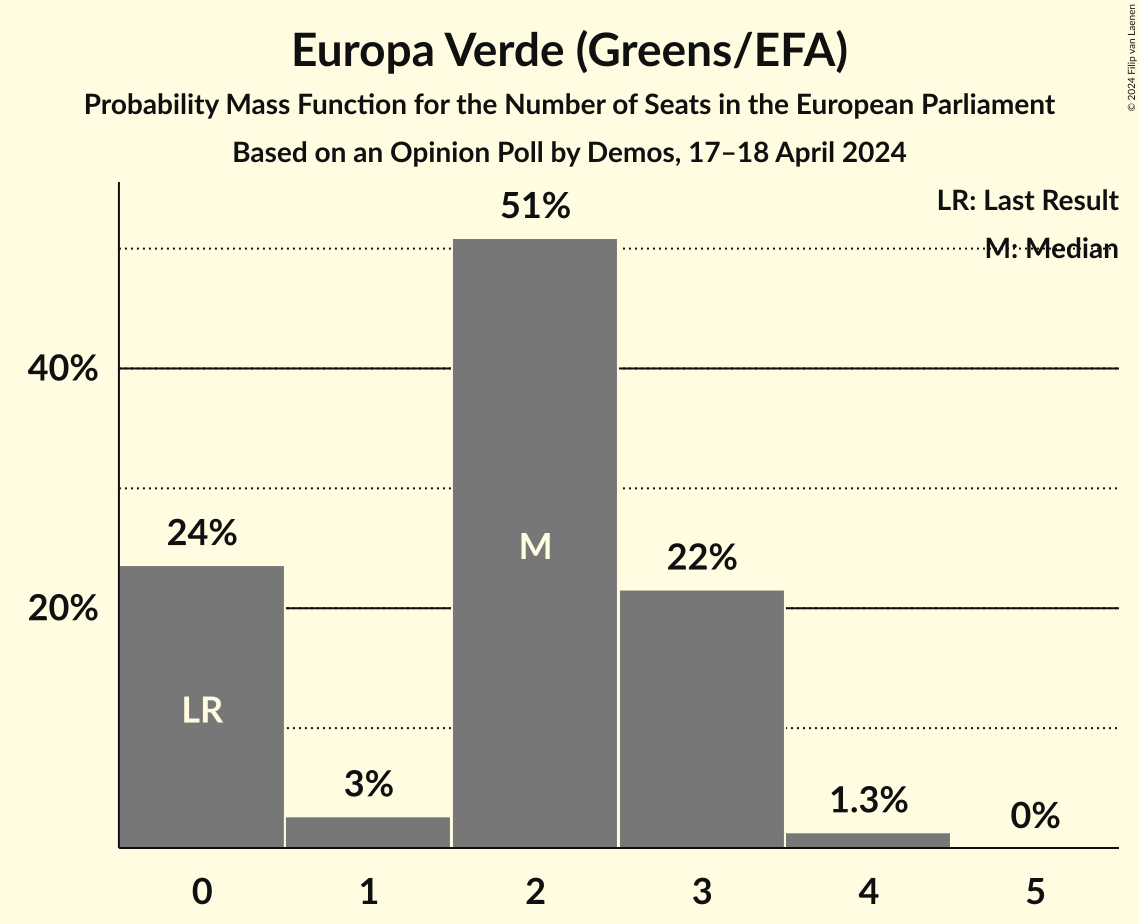 Europa Verde (Greens/EFA)
Probability Mass Function for the Number of Seats in the European Parliament
Based on an Opinion Poll by Demos, 17–18 April 2024
© 2024 Filip van Laenen
LR: Last Result
M: Median
51%
40%
24%
M
22%
20%
LR
3%
1.3%
0%
0 1 2 3 4 5